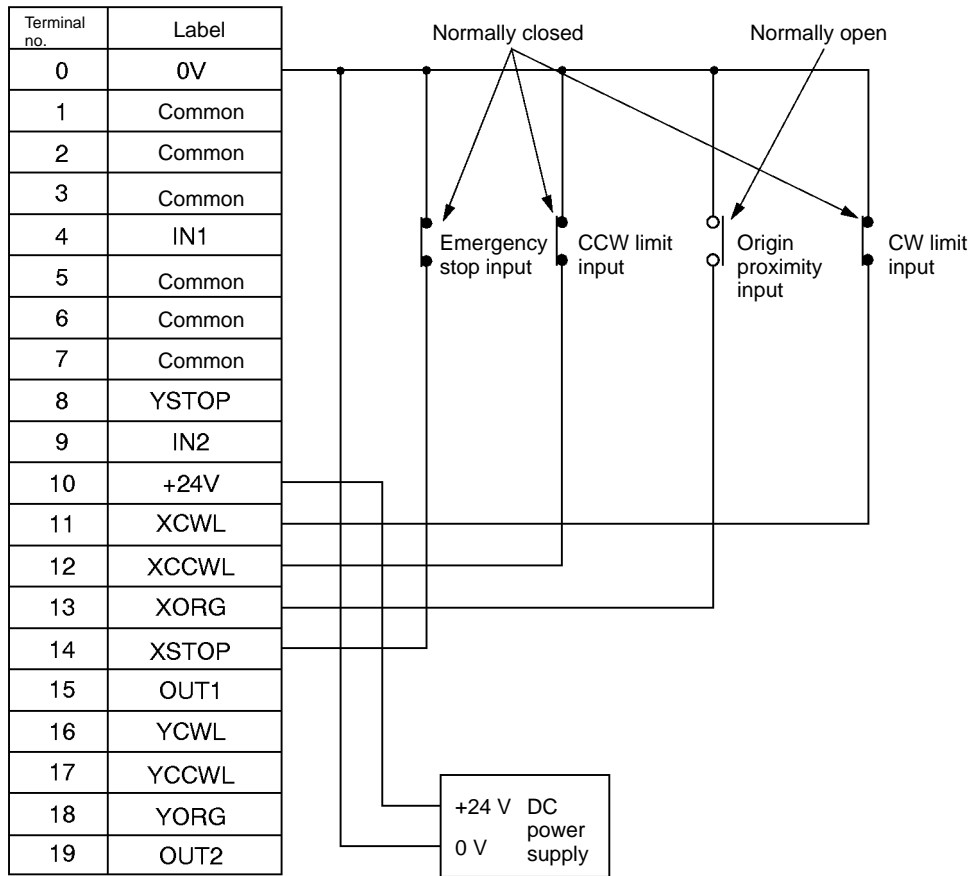 Terminal no. Label
0 0V
1 Common
2 Common
3 Common
4 IN1
5 Common
6 Common
7 Common
8 YSTOP
9 IN2
10 +24V
11 XCWL
12 XCCWL
13 XORG
14 XSTOP
15 OUT1
16 YCWL
17 YCCWL
18 YORG
19 OUT2
Normally closed
Normally open
Emergency
stop input
CCW limit
input
Origin
proximity
input
CW limit
input
+24 V
0 V
DC
power
supply